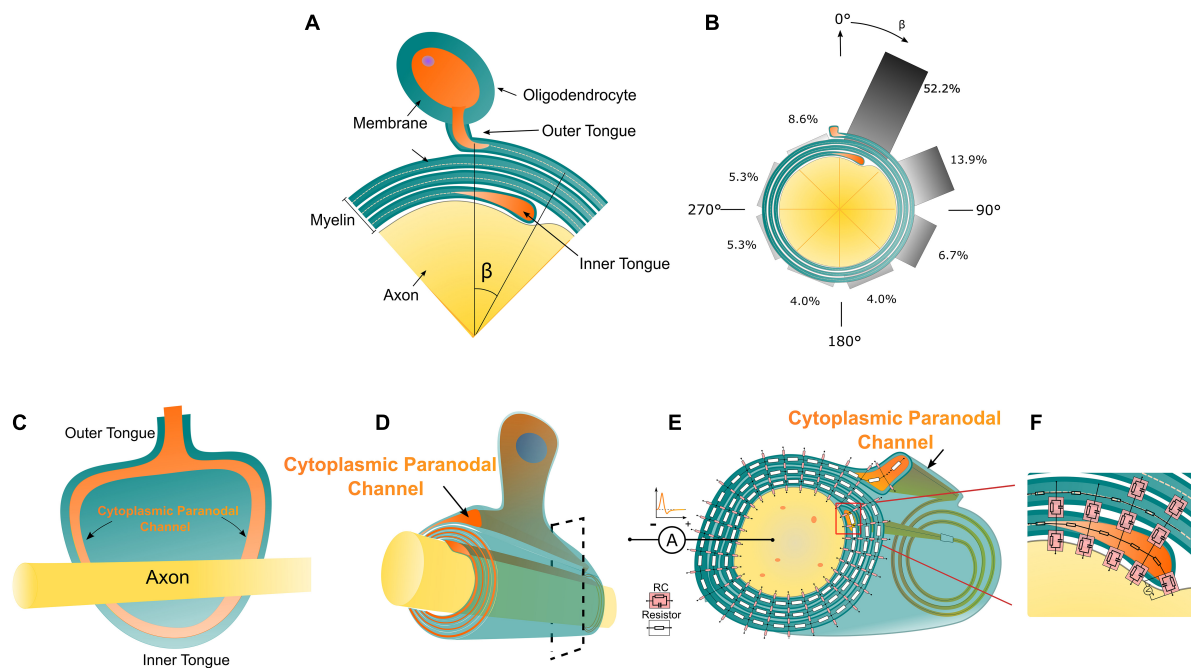 A
Oligodendrocyte
Membrane
Outer Tongue
Myelin
Inner Tongue
β
Axon
B
0°
β
52.2%
8.6%
13.9%
5.3%
270°
90°
5.3%
6.7%
4.0%
4.0%
180°
C
Outer Tongue
Cytoplasmic Paranodal
Channel
Axon
Inner Tongue
D
Cytoplasmic Paranodal
Channel
E
Cytoplasmic Paranodal
Channel
-
+
A
RC
Resistor
F